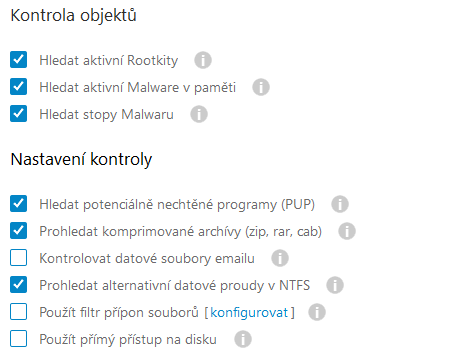 Kontrola objektů
Hledat aktivní Rootkity
Hledat aktivní Malware v paměti
Hledat stopy Malwaru
Nastavení kontroly
Hledat potenciálně nechtěné programy (PUP)
Prohledat komprimované archívy (zip, rar, cab)
Kontrolovat datové soubory emailu
Prohledat alternativní datové proudy v NTFS
Použít filtr přípon souborů [konfigurovat]
Použít přímý přístup na disku